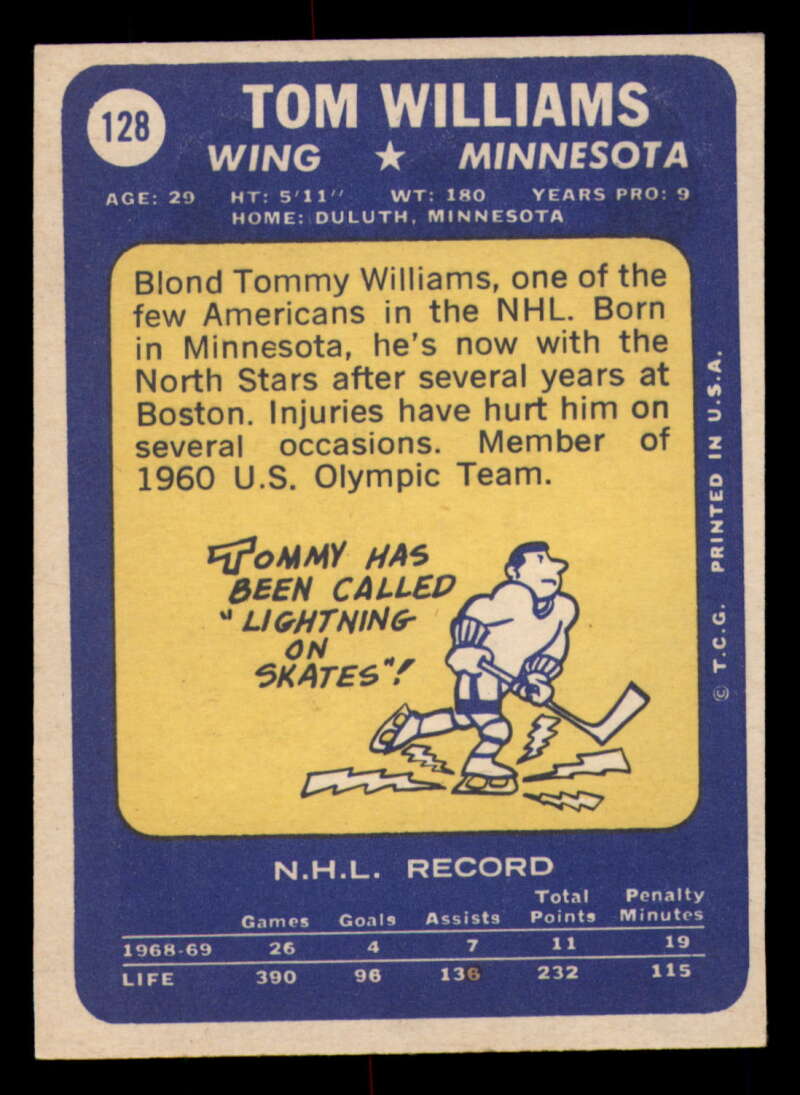 128
TOM WILLIAMS
WING ★ MINNESOTA
AGE: 29 HT: 5'11" WT: 180 YEARS PRO: 9
HOME: DULUTH, MINNESOTA
Blond Tommy Williams, one of the
few Americans in the NHL. Born
in Minnesota, he's now with the
North Stars after several years at
Boston. Injuries have hurt him on
several occasions. Member of
1960 U.S. Olympic Team.
TOMMY HAS
BEEN CALLED
"LIGHTNING
ON
SKATES"!
© T.C.G. PRINTED IN U.S.A.
N.H.L. RECORD
Games Goals Assists Total Points Penalty Minutes
1968-69 26 4 7 11 19
LIFE 390 96 136 232 115